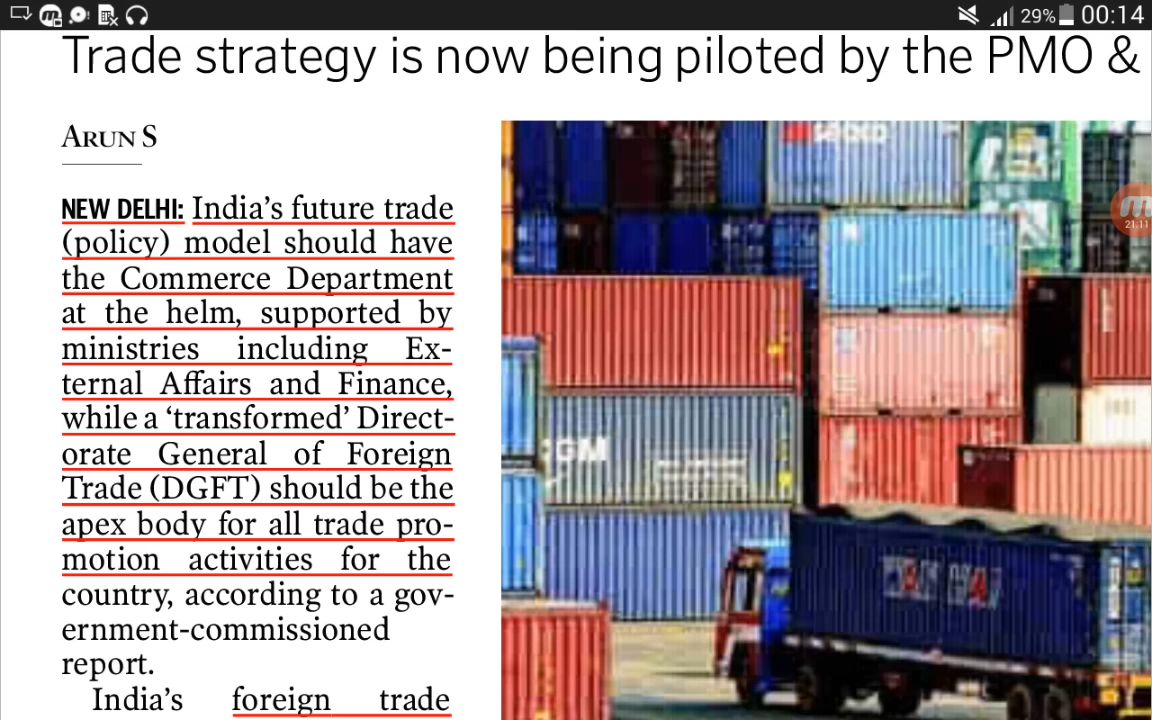 29% 00:14
Trade strategy is now being piloted by the PMO &
ARUN S
21:11
NEW DELHI: India's future trade
(policy) model should have
the Commerce Department
at the helm, supported by
ministries including Ex-
ternal Affairs and Finance,
while a ‘transformed’ Direct-
orate General of Foreign
Trade (DGFT) should be the
apex body for all trade pro-
motion activities for the
country, according to a gov-
ernment-commissioned
report.
India's foreign trade